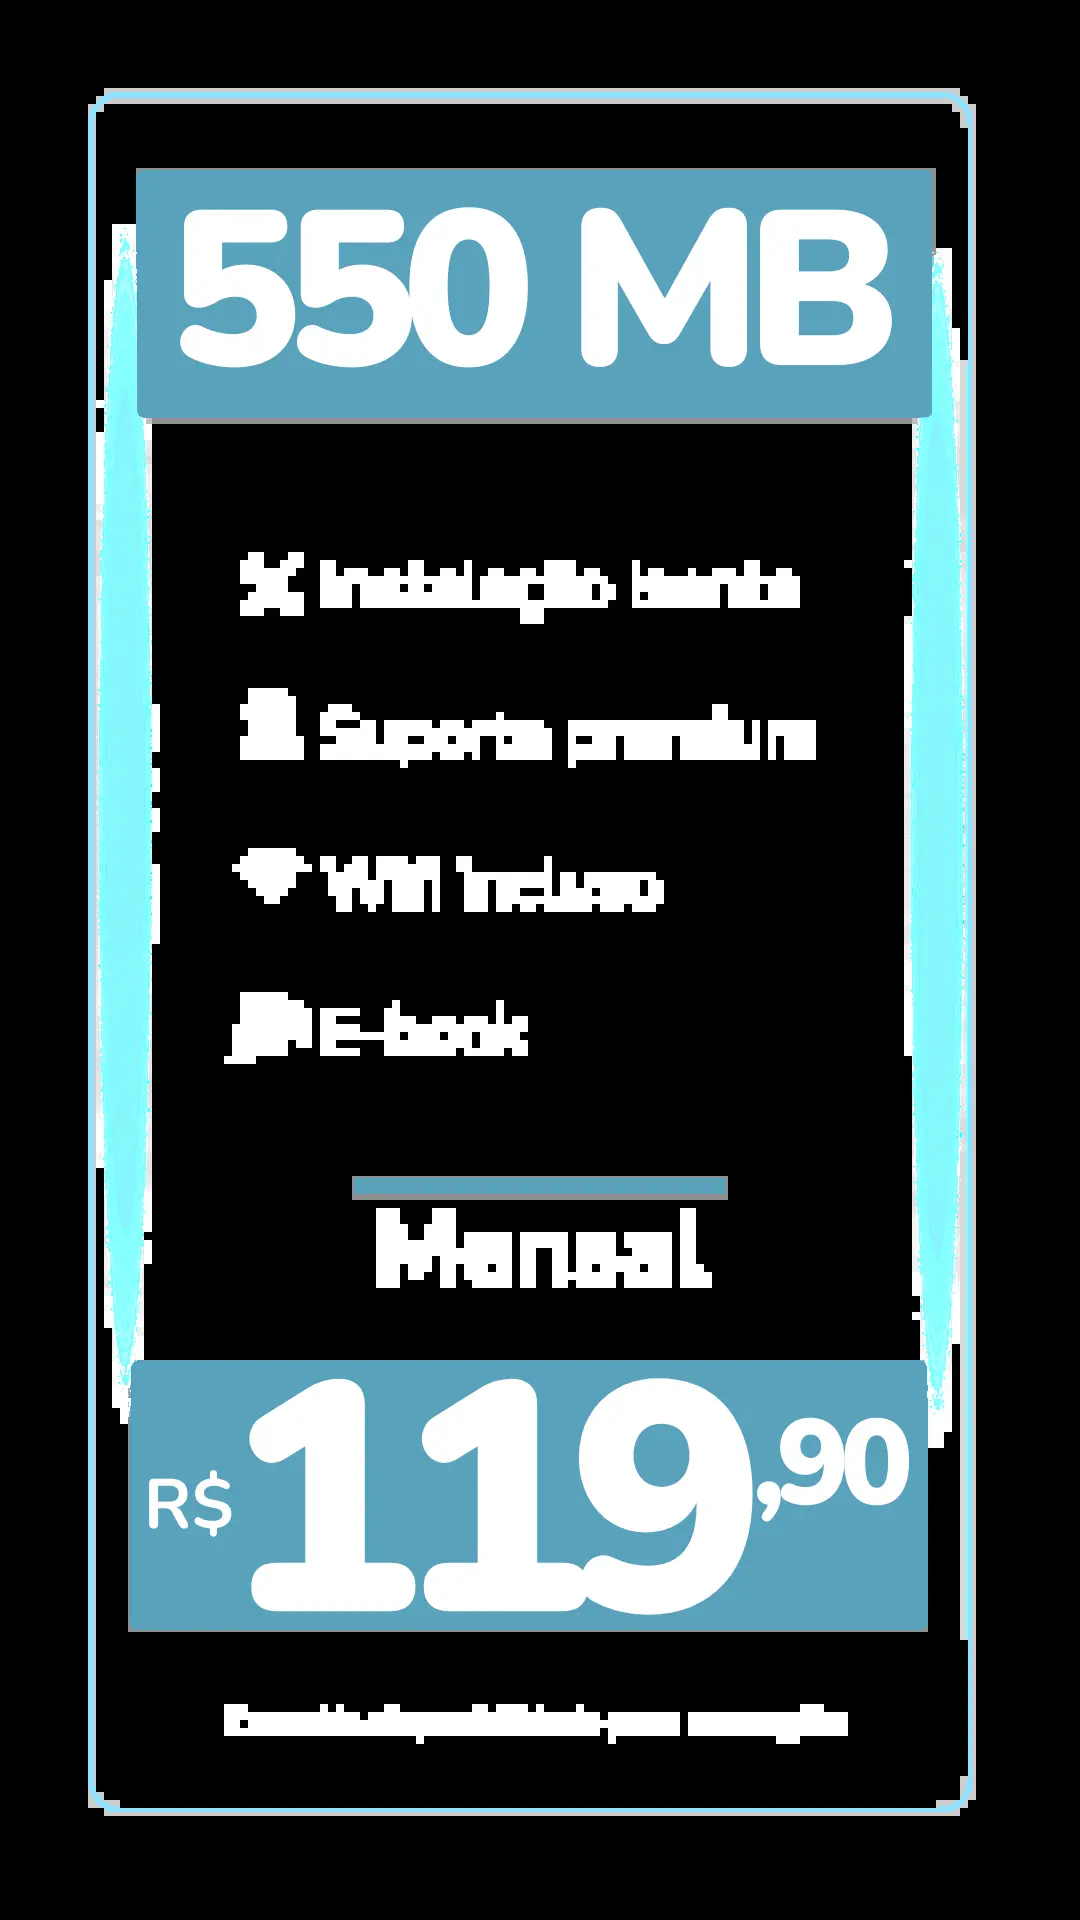 550 MB
Instalação isenta
Suporte premium
Wifi incluso
E-book
Mensal
R$119,90